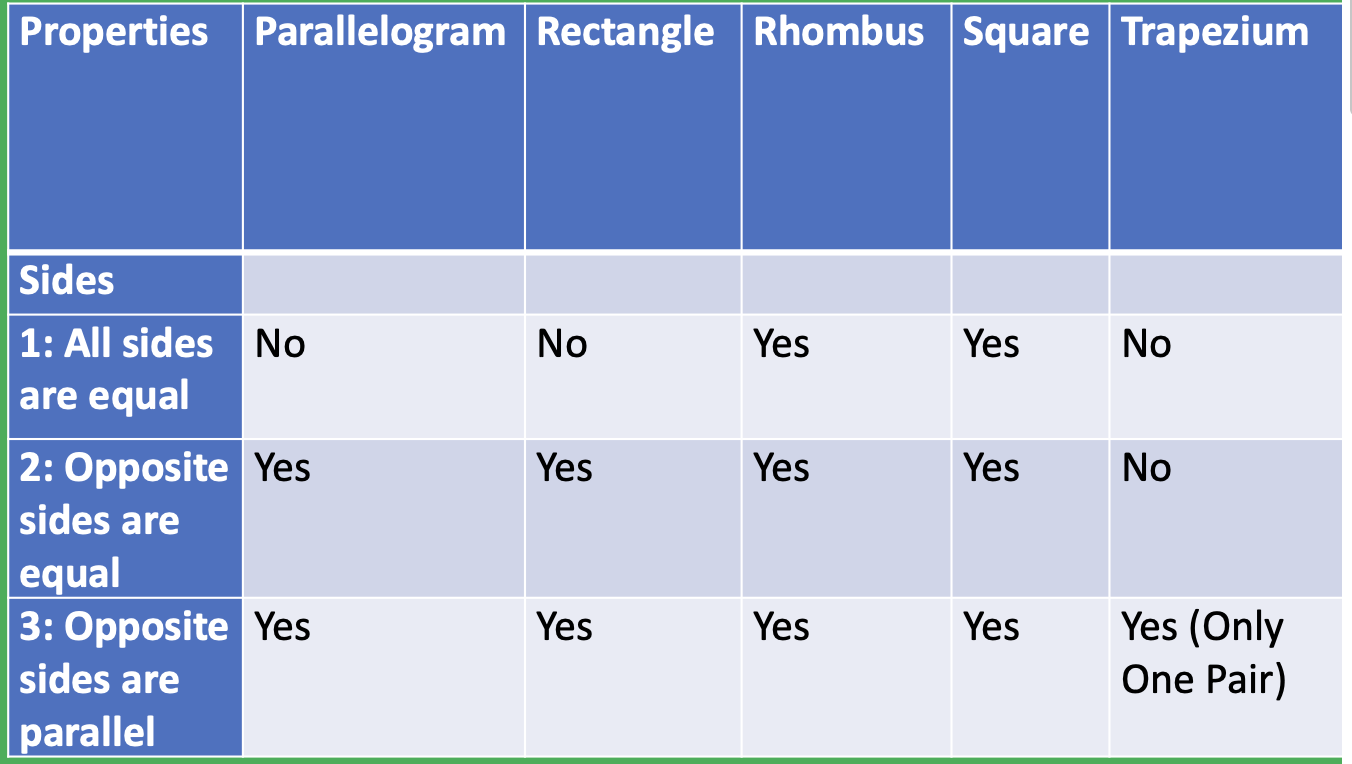 Properties Parallelogram Rectangle Rhombus Square Trapezium
Sides
1: All sides No No Yes Yes No
are equal
2: Opposite Yes Yes Yes Yes No
sides are
equal
3: Opposite Yes Yes Yes Yes Yes (Only
sides are One Pair)
parallel